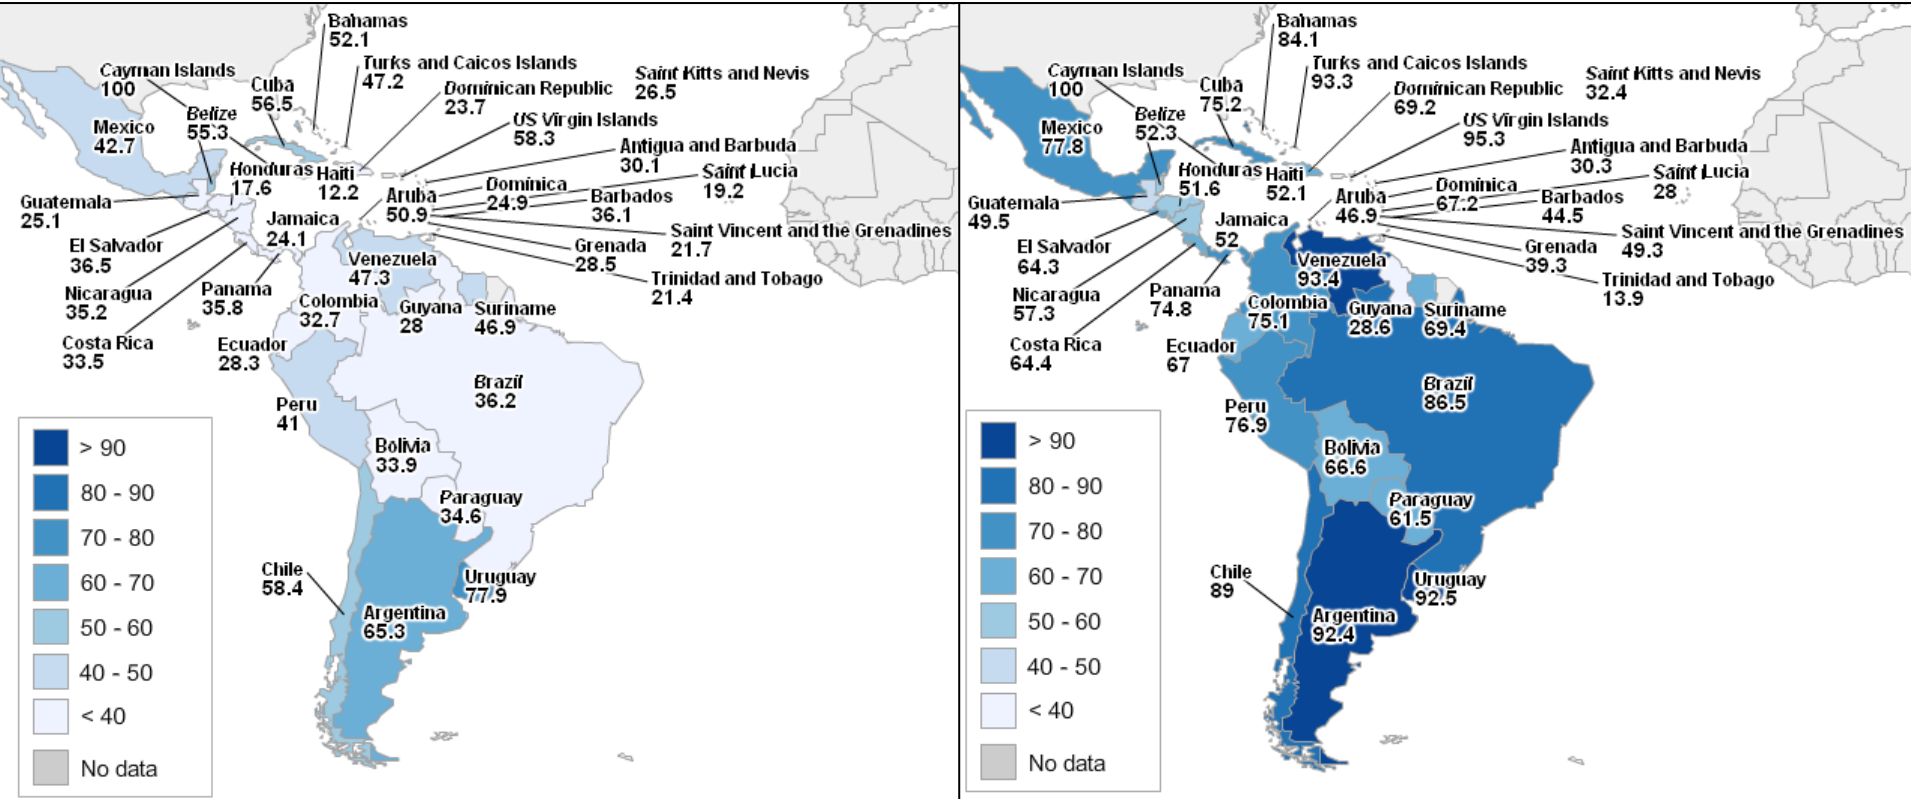 Bahamas
52.1
Cayman Islands
100
Cuba
56.5
Turks and Caicos Islands
47.2
Dominican Republic
23.7
Saint Kitts and Nevis
26.5
Mexico
42.7
Belize
55.3
US Virgin Islands
58.3
Antigua and Barbuda
30.1
Honduras
17.6
Haiti
12.2
Saint Lucia
19.2
Guatemala
25.1
Aruba
50.9
Dominica
24.9
Barbados
36.1
Jamaica
24.1
Saint Vincent and the Grenadines
21.7
El Salvador
36.5
Grenada
28.5
Venezuela
47.3
Trinidad and Tobago
21.4
Nicaragua
35.2
Panama
35.8
Colombia
32.7
Guyana
28
Suriname
46.9
Costa Rica
33.5
Ecuador
28.3
Brazil
36.2
Peru
41
Bolivia
33.9
Paraguay
34.6
Chile
58.4
Uruguay
77.9
Argentina
65.3
> 90
80 - 90
70 - 80
60 - 70
50 - 60
40 - 50
< 40
No data
Bahamas
84.1
Cayman Islands
100
Cuba
75.2
Turks and Caicos Islands
93.3
Dominican Republic
69.2
Saint Kitts and Nevis
32.4
Mexico
77.8
Belize
52.3
US Virgin Islands
95.3
Antigua and Barbuda
30.3
Honduras
51.6
Haiti
52.1
Saint Lucia
28
Guatemala
49.5
Aruba
46.9
Dominica
67.2
Barbados
44.5
Jamaica
52
Saint Vincent and the Grenadines
49.3
El Salvador
64.3
Grenada
39.3
Venezuela
93.4
Trinidad and Tobago
13.9
Nicaragua
57.3
Panama
74.8
Colombia
75.1
Guyana
28.6
Suriname
69.4
Costa Rica
64.4
Ecuador
67
Brazil
86.5
Peru
76.9
Bolivia
66.6
Paraguay
61.5
Chile
89
Uruguay
92.5
Argentina
92.4
> 90
80 - 90
70 - 80
60 - 70
50 - 60
40 - 50
< 40
No data